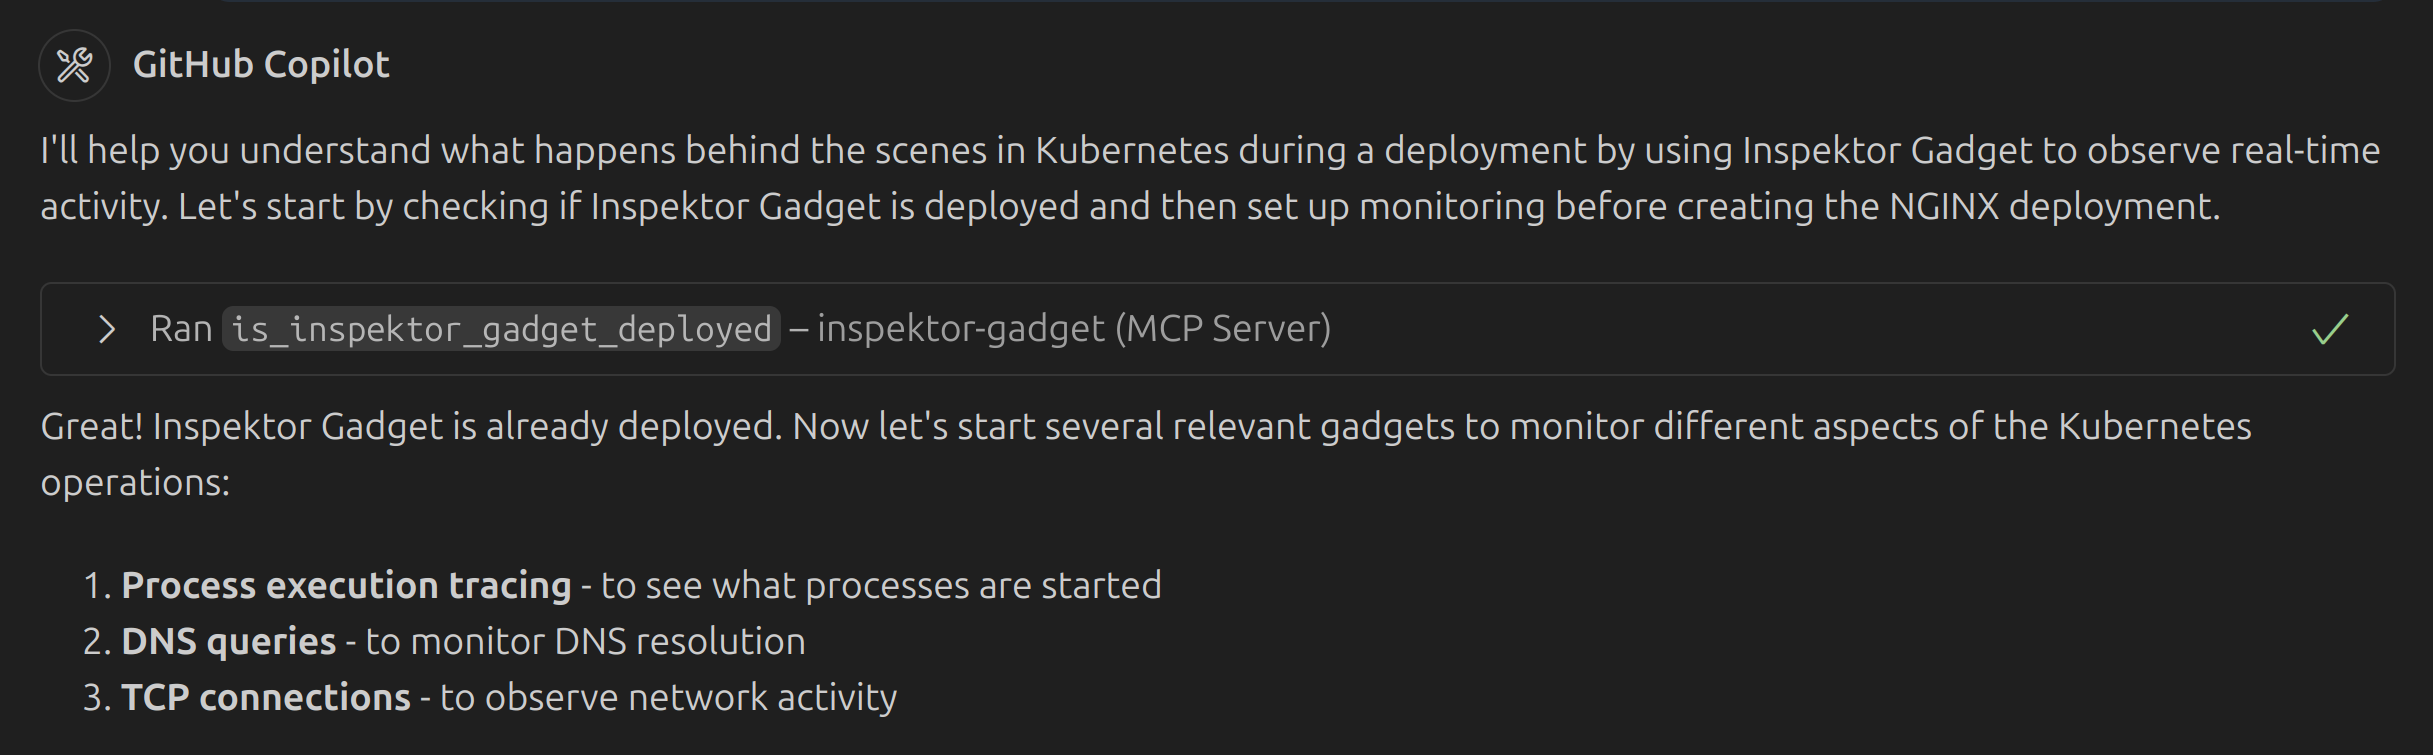 GitHub Copilot
I'll help you understand what happens behind the scenes in Kubernetes during a deployment by using Inspektor Gadget to observe real-time
activity. Let's start by checking if Inspektor Gadget is deployed and then set up monitoring before creating the NGINX deployment.
Ran is_inspektor_gadget_deployed – inspektor-gadget (MCP Server)
Great! Inspektor Gadget is already deployed. Now let's start several relevant gadgets to monitor different aspects of the Kubernetes
operations:
1. Process execution tracing - to see what processes are started
2. DNS queries - to monitor DNS resolution
3. TCP connections - to observe network activity